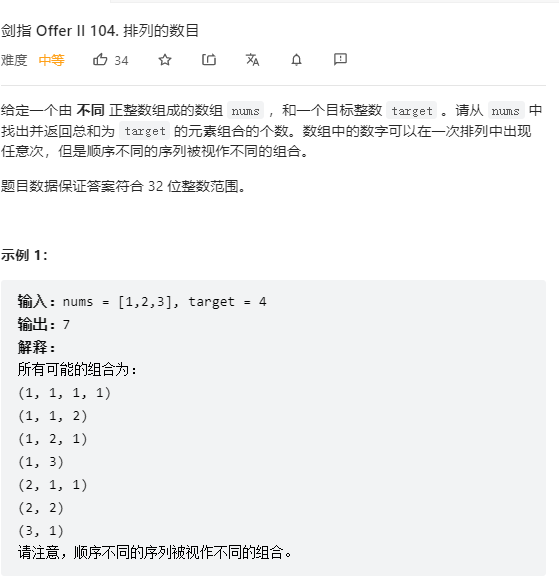 剑指 Offer II 104. 排列的数目
难度 中等 34
给定一个由 不同 正整数组成的数组 nums ，和一个目标整数 target 。请从 nums 中
找出并返回总和为 target 的元素组合的个数。数组中的数字可以在一次排列中出现
任意次，但是顺序不同的序列被视作不同的组合。
题目数据保证答案符合 32 位整数范围。
示例 1：
输入：nums = [1,2,3], target = 4
输出：7
解释：
所有可能的组合为：
(1, 1, 1, 1)
(1, 1, 2)
(1, 2, 1)
(1, 3)
(2, 1, 1)
(2, 2)
(3, 1)
请注意，顺序不同的序列被视作不同的组合。